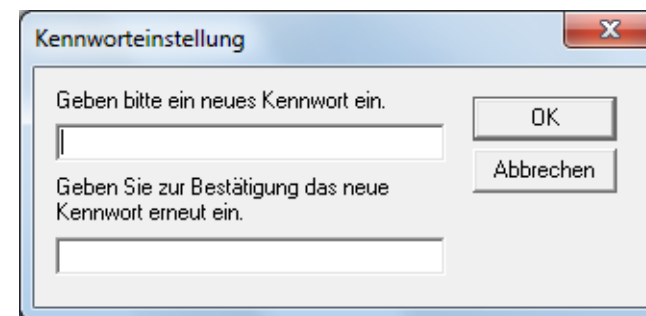 Kennworteinstellung
Geben bitte ein neues Kennwort ein.
OK
Abbrechen
Geben Sie zur Bestätigung das neue
Kennwort erneut ein.